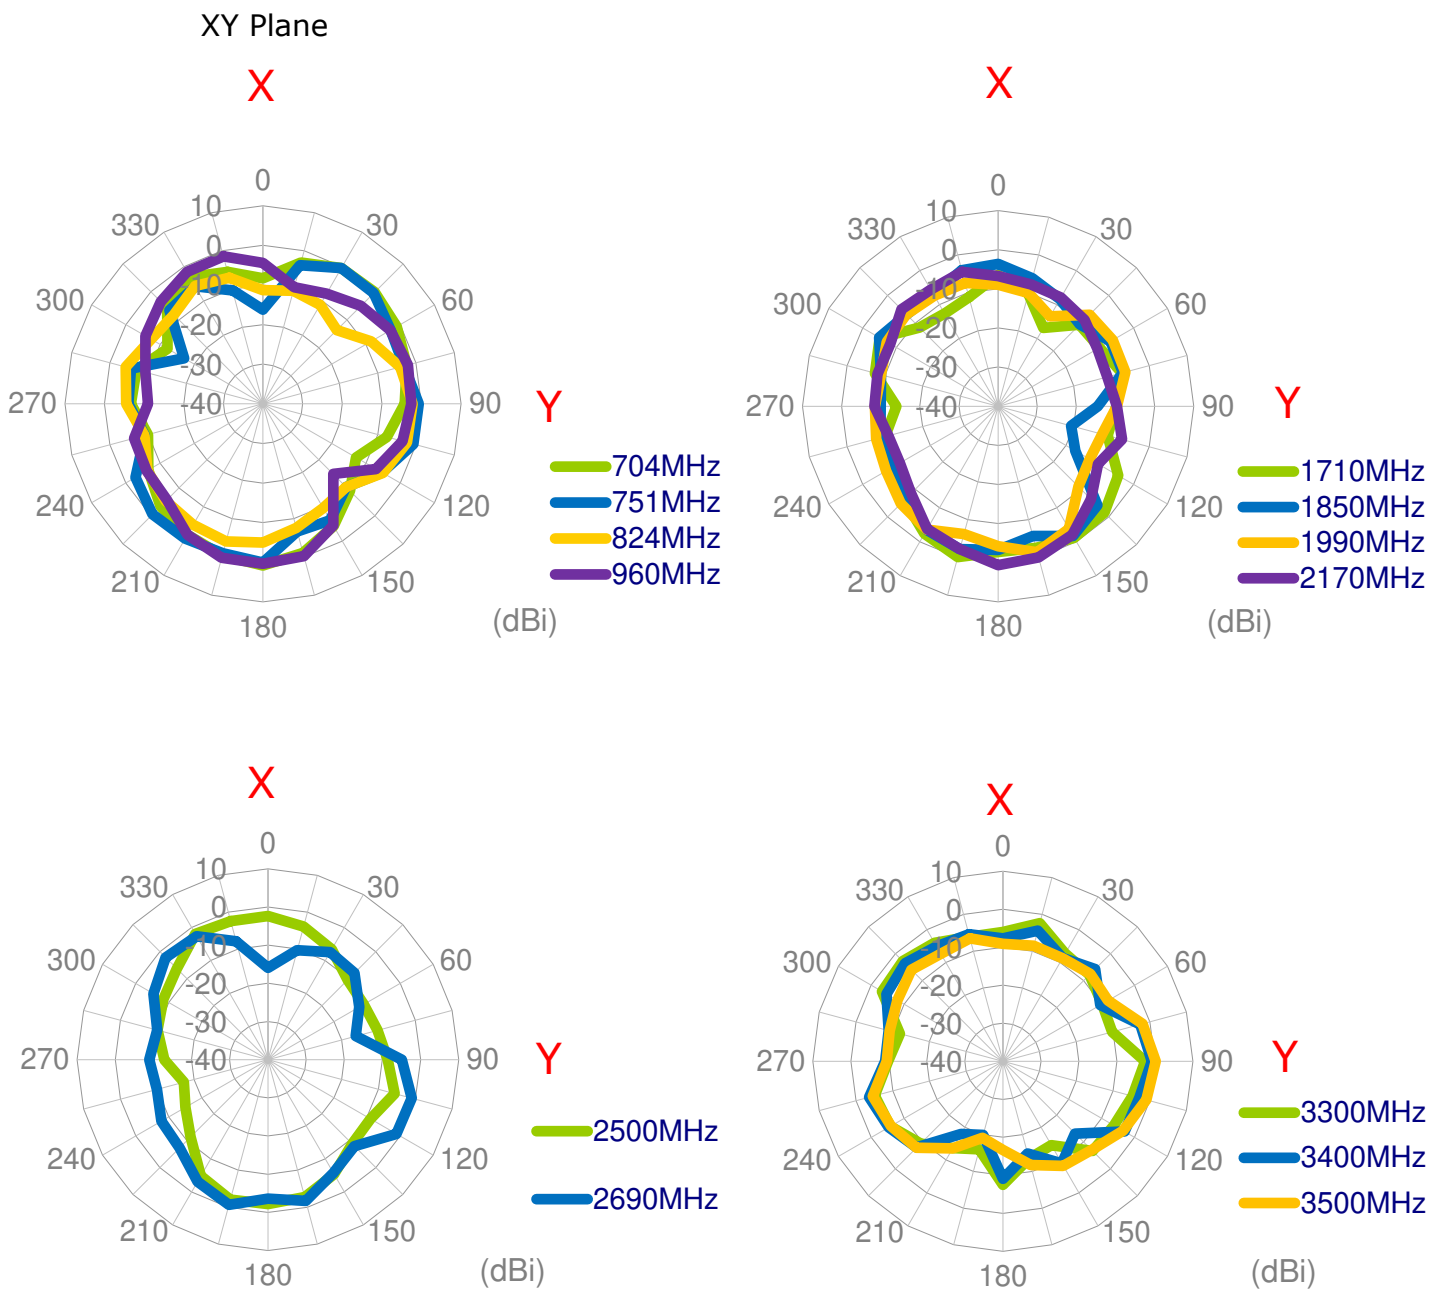 XY Plane
X
0
30
60
90
120
150
180
210
240
270
300
330
10
0
-10
-20
-30
-40
Y
704MHz
751MHz
824MHz
960MHz
(dBi)
X
0
30
60
90
120
150
180
210
240
270
300
330
10
0
-10
-20
-30
-40
Y
1710MHz
1850MHz
1990MHz
2170MHz
(dBi)
X
0
30
60
90
120
150
180
210
240
270
300
330
10
0
-10
-20
-30
-40
Y
2500MHz
2690MHz
(dBi)
X
0
30
60
90
120
150
180
210
240
270
300
330
10
0
-10
-20
-30
-40
Y
3300MHz
3400MHz
3500MHz
(dBi)